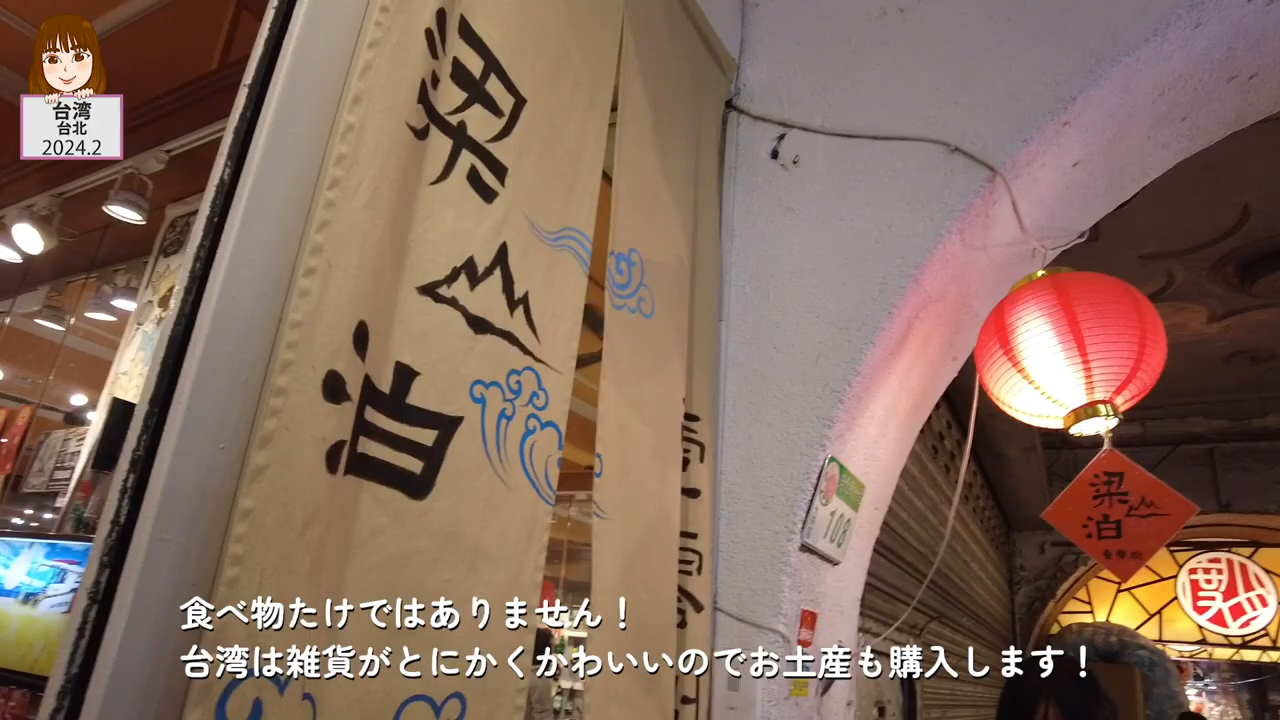 台湾
台北
2024.2
梁
山
泊
108
梁山
泊
食べ物たけではありません！
台湾は雑貨がとにかくかわいいのでお土産も購入します！